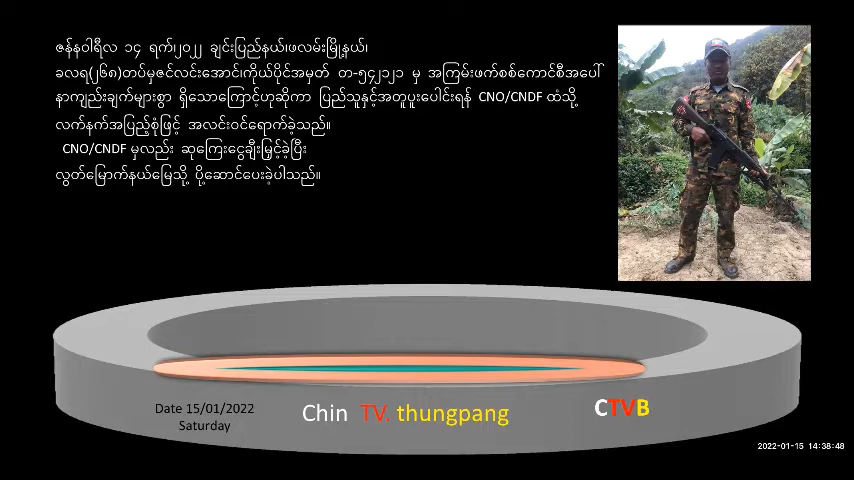 ဇန်နဝါရီလ ၁၄ ရက်၊၂၀၂၂ ချင်းပြည်နယ်၊ဖလမ်းမြို့နယ်၊
ခလရ(၂၆၈)တပ်မှဇင်လင်းအောင်၊ကိုယ်ပိုင်အမှတ် တ-၅၄၂၁၂၁ မှ အကြမ်းဖက်စစ်ကောင်စီအပေါ်
နာကျည်းချက်များစွာ ရှိသောကြောင့်ဟုဆိုကာ ပြည်သူနှင့်အတူပူးပေါင်းရန် CNO/CNDF ထံသို့
လက်နက်အပြည့်စုံဖြင့် အလင်းဝင်ရောက်ခဲ့သည်။
CNO/CNDF မှလည်း ဆုကြေးငွေချီးမြှင့်ခဲ့ပြီး
လွတ်မြောက်နယ်မြေသို့ ပို့ဆောင်ပေးခဲ့ပါသည်။
Date 15/01/2022
Saturday
Chin TV. thungpang
CTVB
2022-01-15 14:38:48